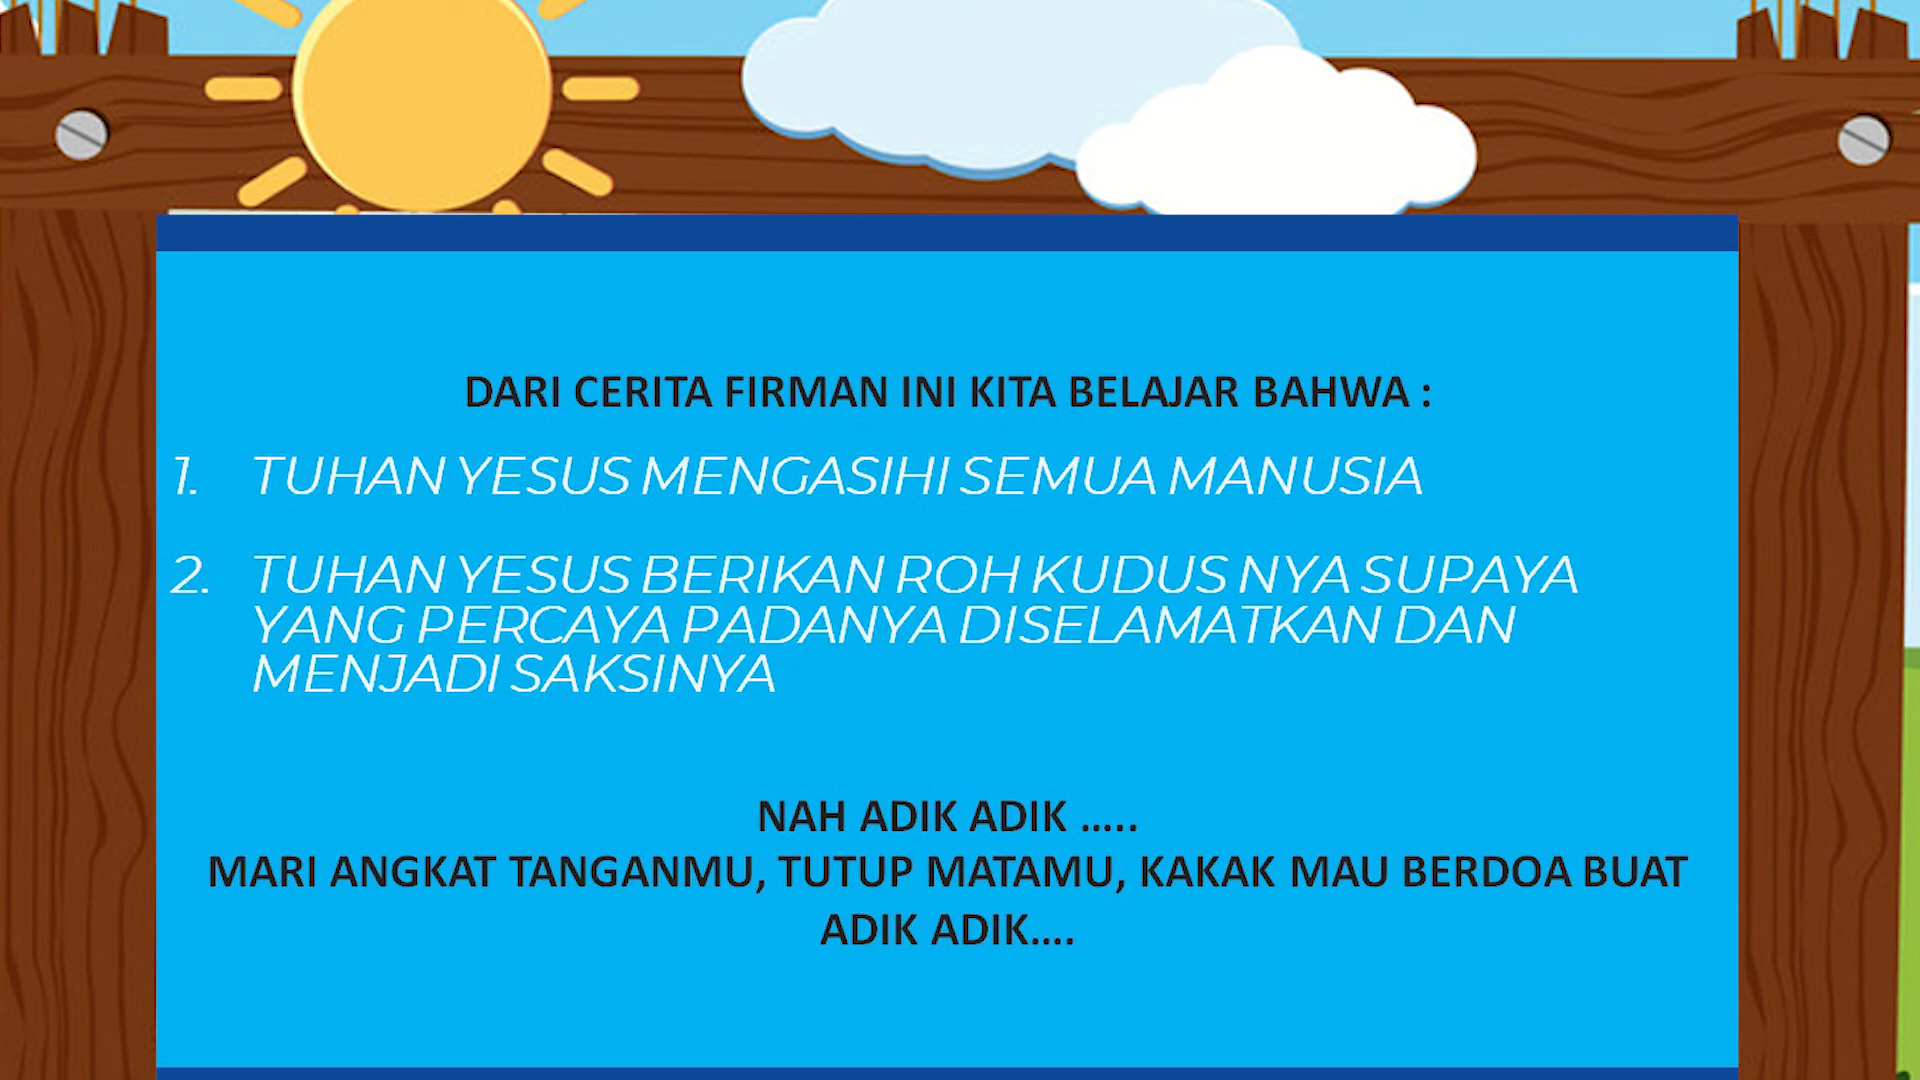 DARI CERITA FIRMAN INI KITA BELAJAR BAHWA :
1. TUHAN YESUS MENGASIHI SEMUA MANUSIA
2. TUHAN YESUS BERIKAN ROH KUDUS NYA SUPAYA
YANG PERCAYA PADANYA DISELAMATKAN DAN
MENJADI SAKSINYA
NAH ADIK ADIK .....
MARI ANGKAT TANGANMU, TUTUP MATAMU, KAKAK MAU BERDOA BUAT
ADIK ADIK....